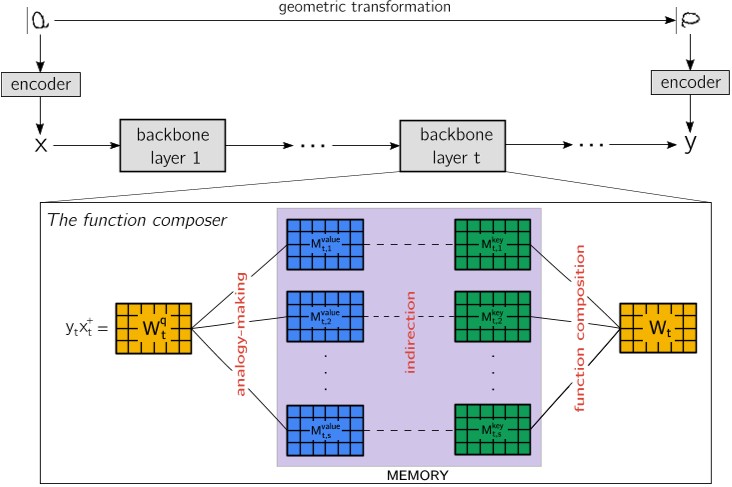 geometric transformation
encoder
encoder
x
backbone
layer 1
...
backbone
layer t
...
y
The function composer
y_t x_t^+ =
W_t^q
analogy-making
M_{t,1}^{value}
M_{t,2}^{value}
M_{t,s}^{value}
indirection
M_{t,1}^{key}
M_{t,2}^{key}
M_{t,s}^{key}
function composition
W_t
MEMORY